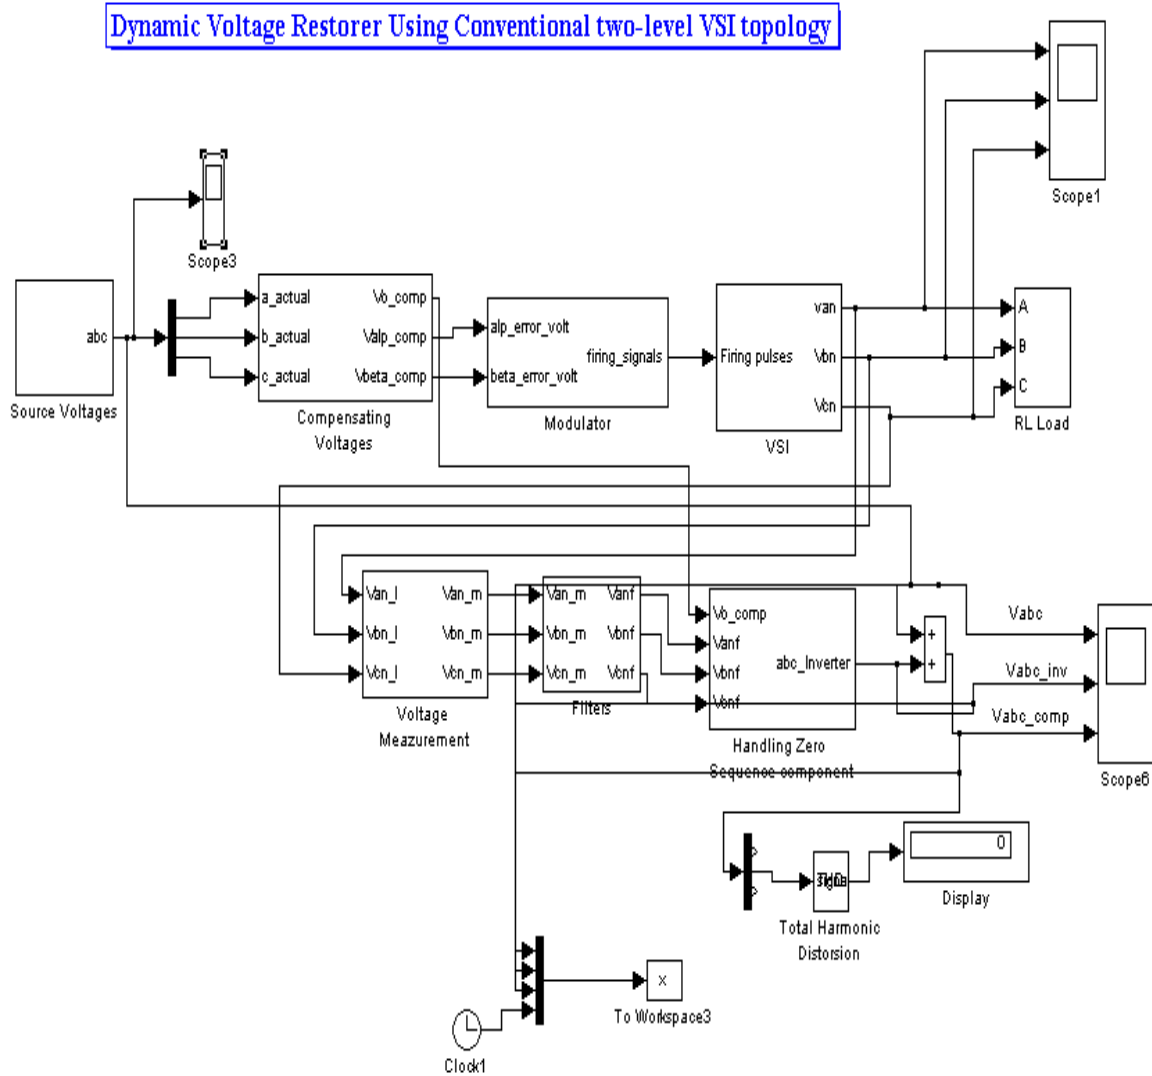 Dynamic Voltage Restorer Using Conventional two-level VSI topology
Scope1
Scope3
abc
Source Voltages
a_actual
b_actual
c_actual
Vo_comp
Valp_comp
Vbeta_comp
Compensating
Voltages
alp_error_volt
beta_error_volt
firing_signals
Modulator
Firing pulses
van
Vbn
Vcn
VSI
A
B
C
RL Load
Van_l
Vbn_l
Vcn_l
Van_m
Vbn_m
Vcn_m
Voltage
Meazurement
Van_m
Vbn_m
Vcn_m
Vanf
Vbnf
Vcnf
Filters
Vo_comp
Vanf
Vbnf
Vcnf
abc_Inverter
Handling Zero
Sequence component
+
+
Vabc
Vabc_inv
Vabc_comp
Scope6
Total Harmonic
Distorsion
0
Display
x
To Workspace3
Clock1